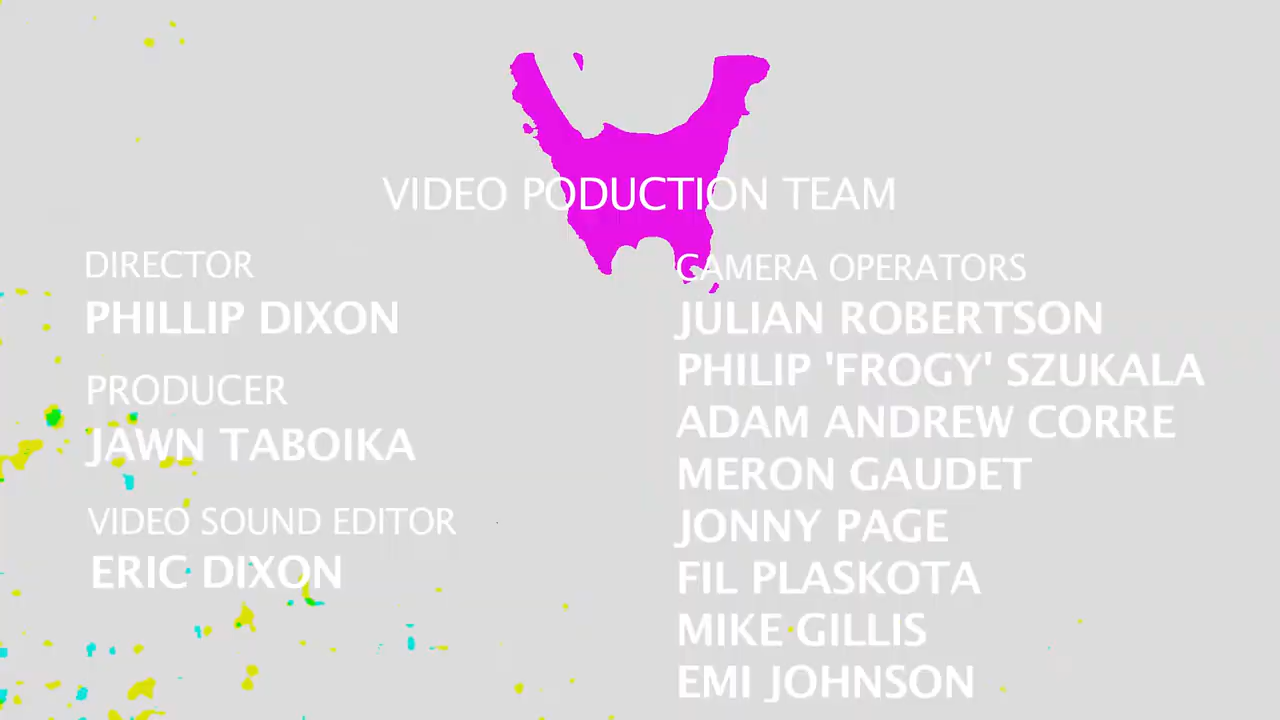 VIDEO PODUCTION TEAM
DIRECTOR
PHILLIP DIXON
PRODUCER
JAWN TABOIKA
VIDEO SOUND EDITOR
ERIC DIXON
CAMERA OPERATORS
JULIAN ROBERTSON
PHILIP 'FROGY' SZUKALA
ADAM ANDREW CORRE
MERON GAUDET
JONNY PAGE
FIL PLASKOTA
MIKE GILLIS
EMI JOHNSON